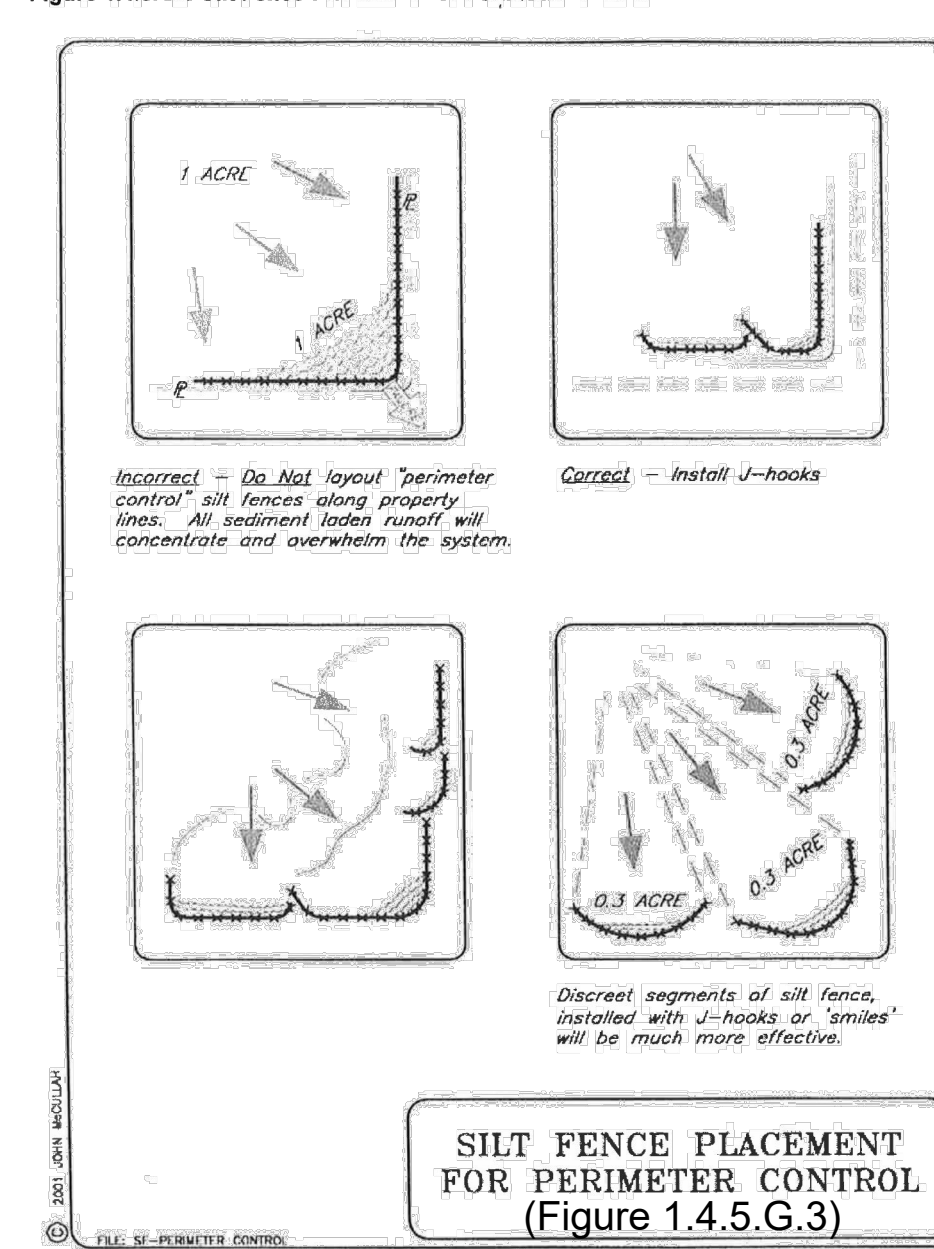 1 ACRE
PL
1 ACRE
PL
Incorrect – Do Not layout "perimeter
control" silt fences along property
lines. All sediment laden runoff will
concentrate and overwhelm the system.
Correct – Install J-hooks
0.3 ACRE
0.3 ACRE
0.3 ACRE
Discreet segments of silt fence,
installed with J-hooks or 'smiles'
will be much more effective.
© 2001 JOHN McCULLAH
SILT FENCE PLACEMENT
FOR PERIMETER CONTROL
(Figure 1.4.5.G.3)
FILE: SF-PERIMETER CONTROL